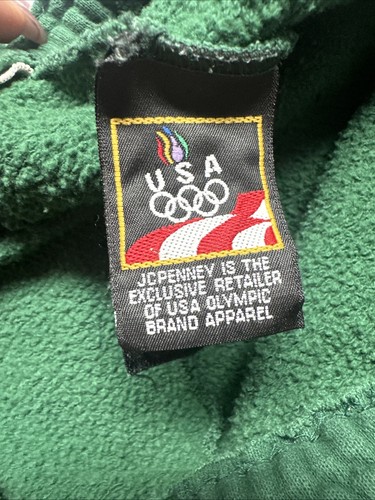 USA
JCPENNEY IS THE
EXCLUSIVE RETAILER
OF USA OLYMPIC
BRAND APPAREL